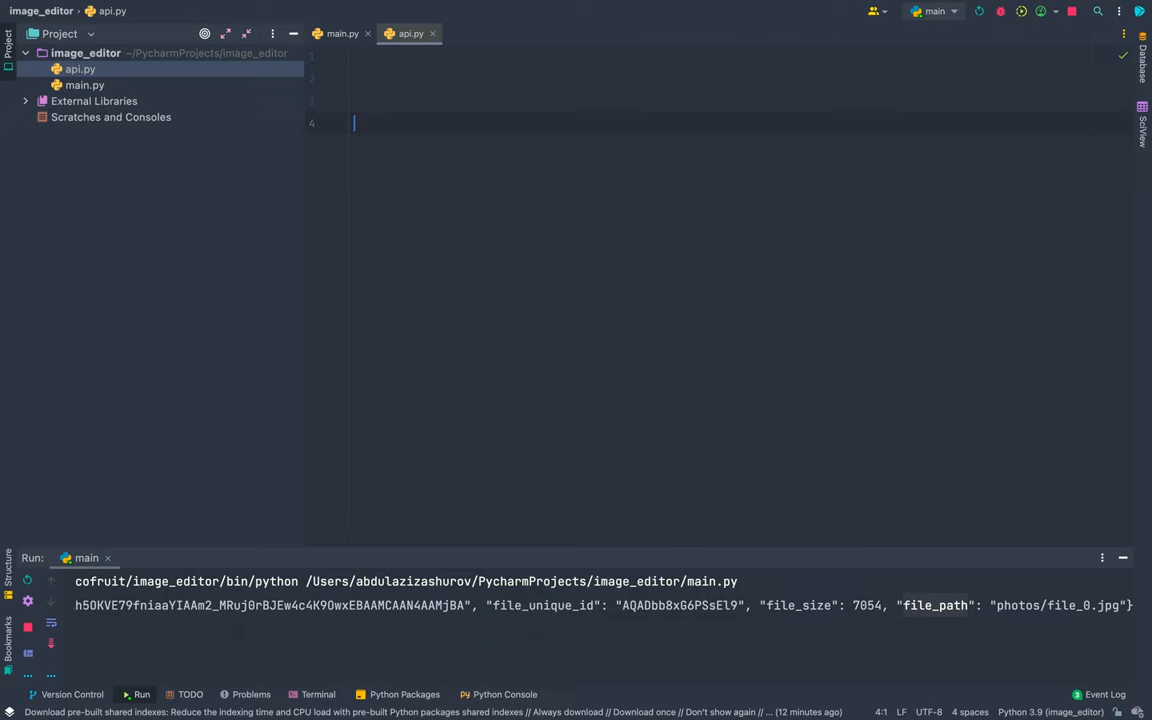 image_editor › api.py
main
Project
Project
main.py
api.py
image_editor ~/PycharmProjects/image_editor
api.py
main.py
External Libraries
Scratches and Consoles
1
2
3
4
Database
SciView
Structure
Bookmarks
Run:
main
cofruit/image_editor/bin/python /Users/abdulazizashurov/PycharmProjects/image_editor/main.py
h5OKVE79fniaaYIAAm2_MRuj0rBJEw4c4K9OwxEBAAMCAAN4AAMjBA", "file_unique_id": "AQADbb8xG6PSsEl9", "file_size": 7054, "file_path": "photos/file_0.jpg"}
Version Control
Run
TODO
Problems
Terminal
Python Packages
Python Console
3 Event Log
Download pre-built shared indexes: Reduce the indexing time and CPU load with pre-built Python packages shared indexes // Always download // Download once // Don't show again // ... (12 minutes ago)
4:1 LF UTF-8 4 spaces Python 3.9 (image_editor)